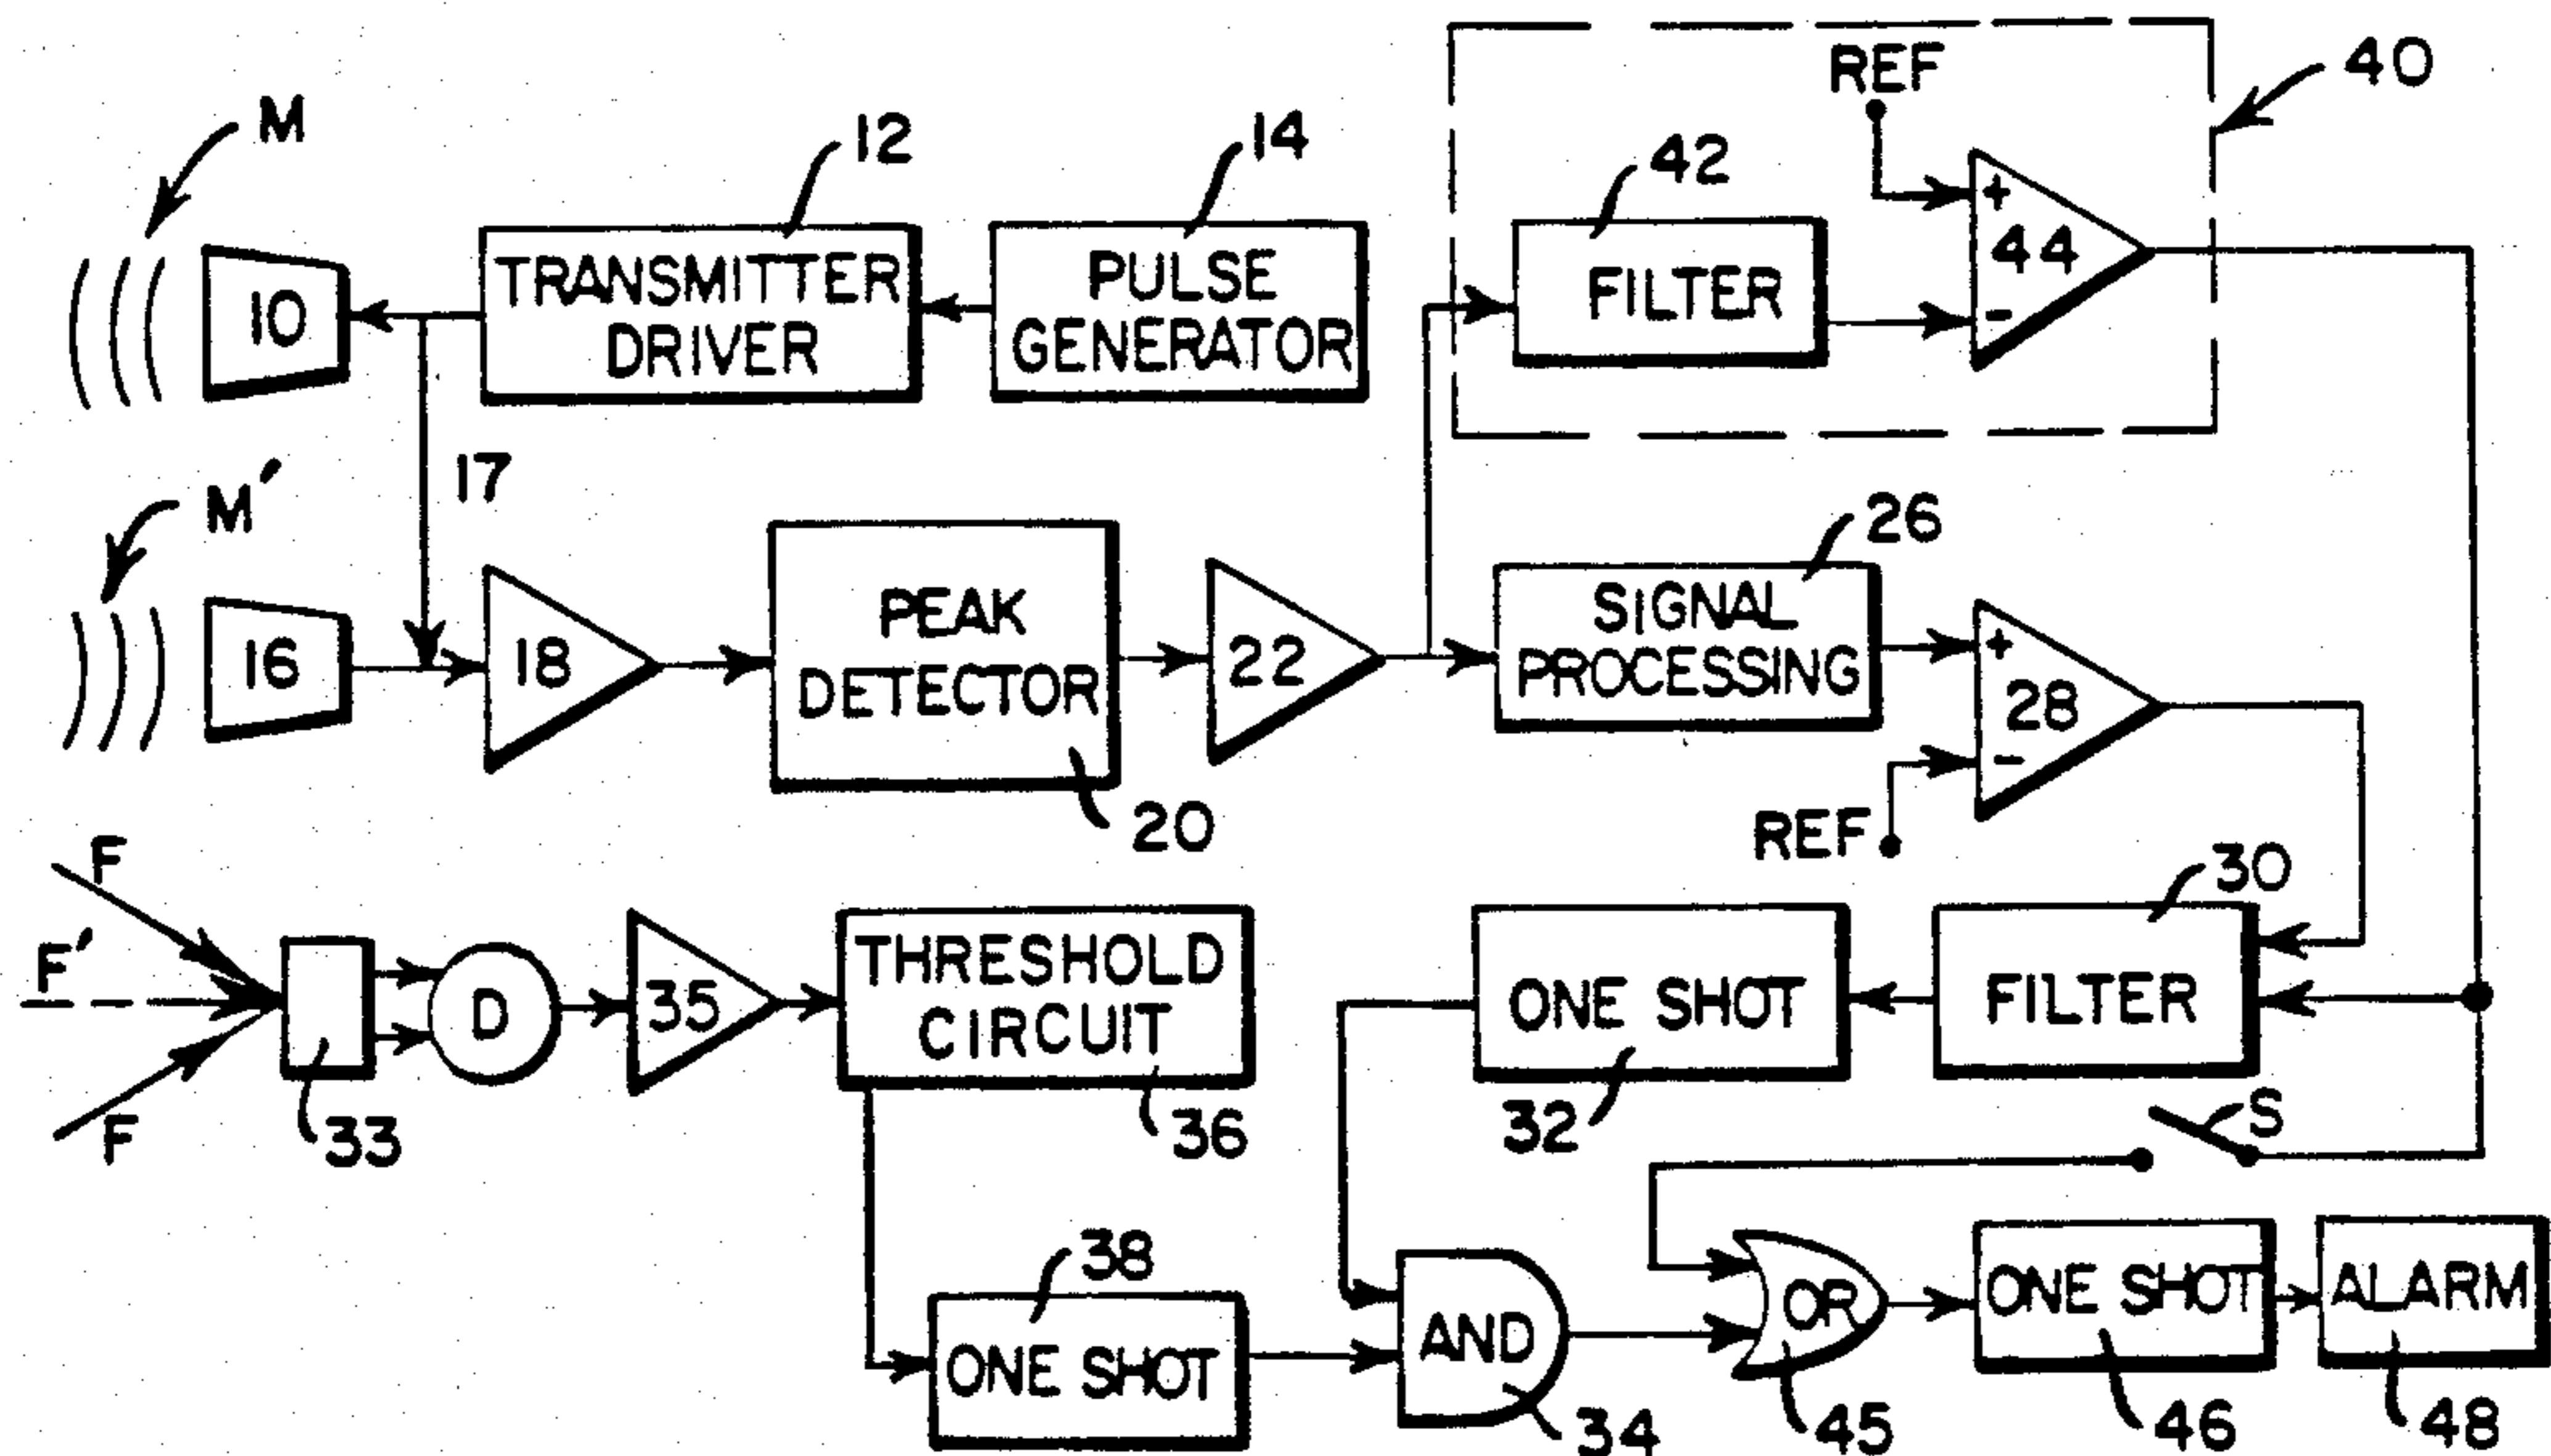 M
12
14
42
REF
40
10
TRANSMITTER
DRIVER
PULSE
GENERATOR
FILTER
+
44
-
M'
17
16
18
PEAK
DETECTOR
20
22
26
SIGNAL
PROCESSING
+
28
-
REF
F
F'
F
33
D
35
THRESHOLD
CIRCUIT
36
ONE SHOT
32
30
FILTER
S
38
ONE SHOT
AND
34
OR
45
ONE SHOT
46
ALARM
48